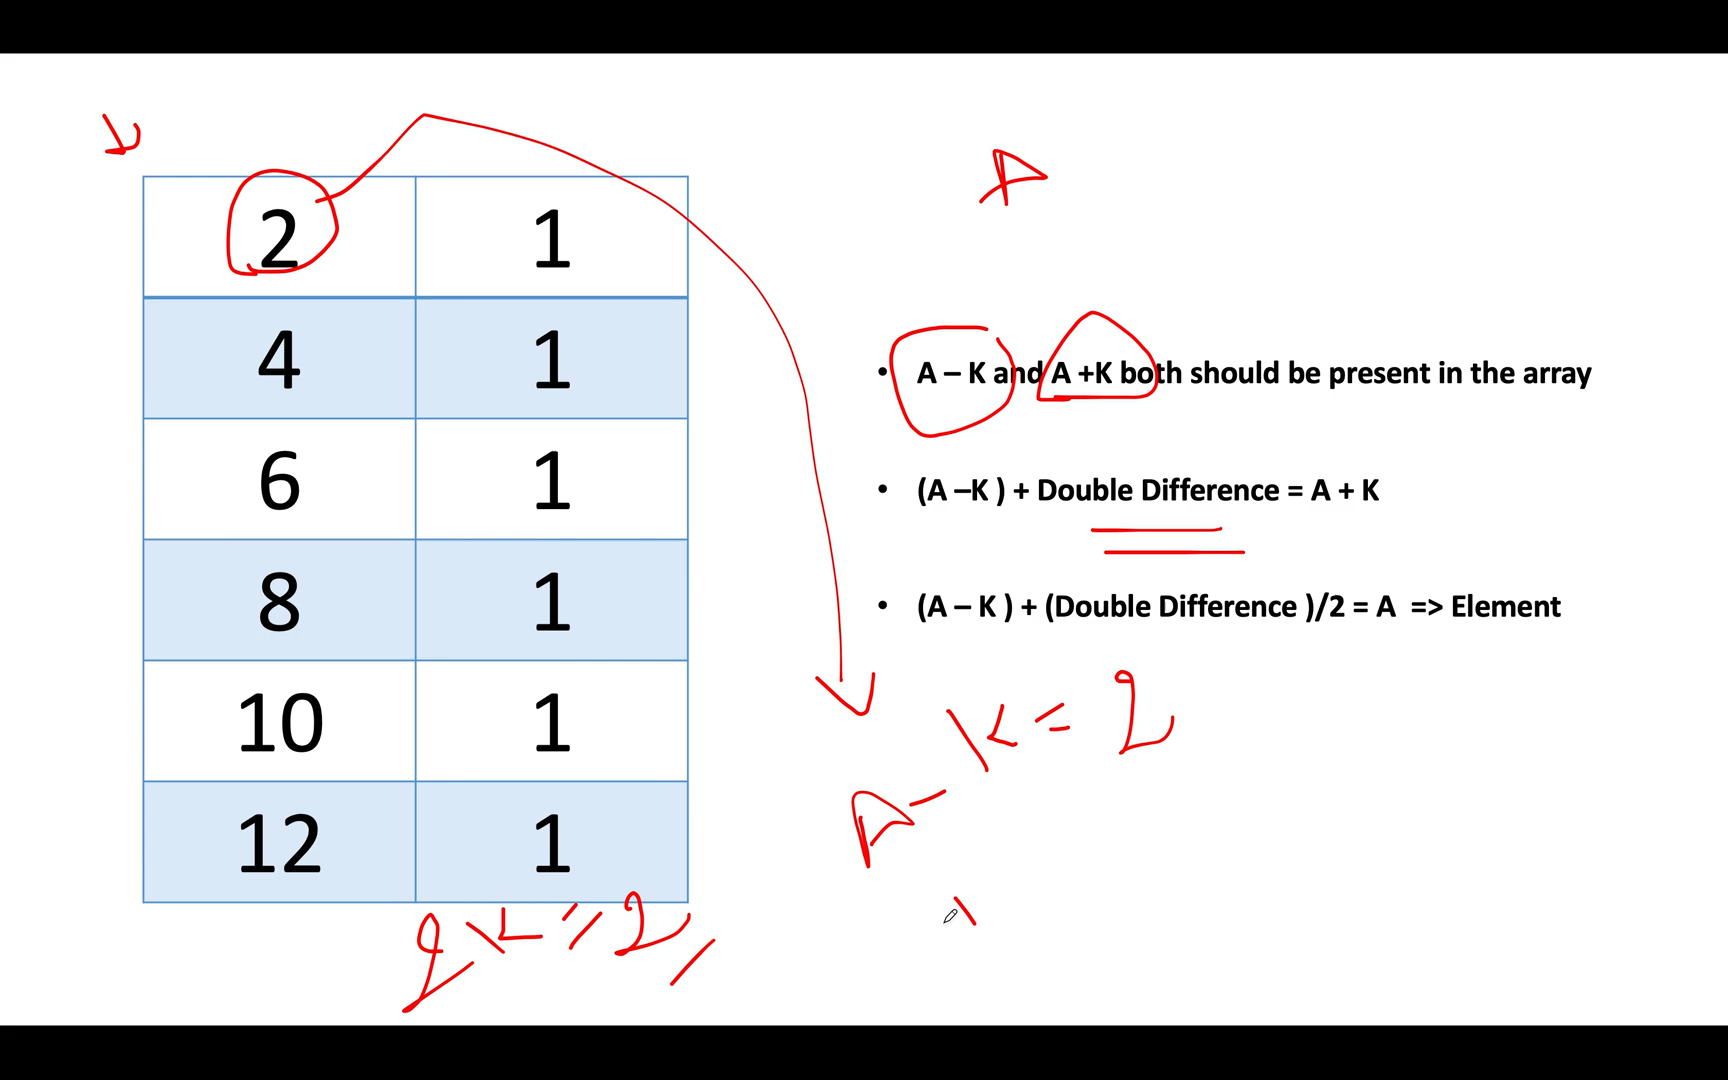 A
2 1
4 1
6 1
8 1
10 1
12 1
• A – K and A +K both should be present in the array
• (A –K ) + Double Difference = A + K
• (A – K ) + (Double Difference )/2 = A => Element
A - K = 2
2K = 2,